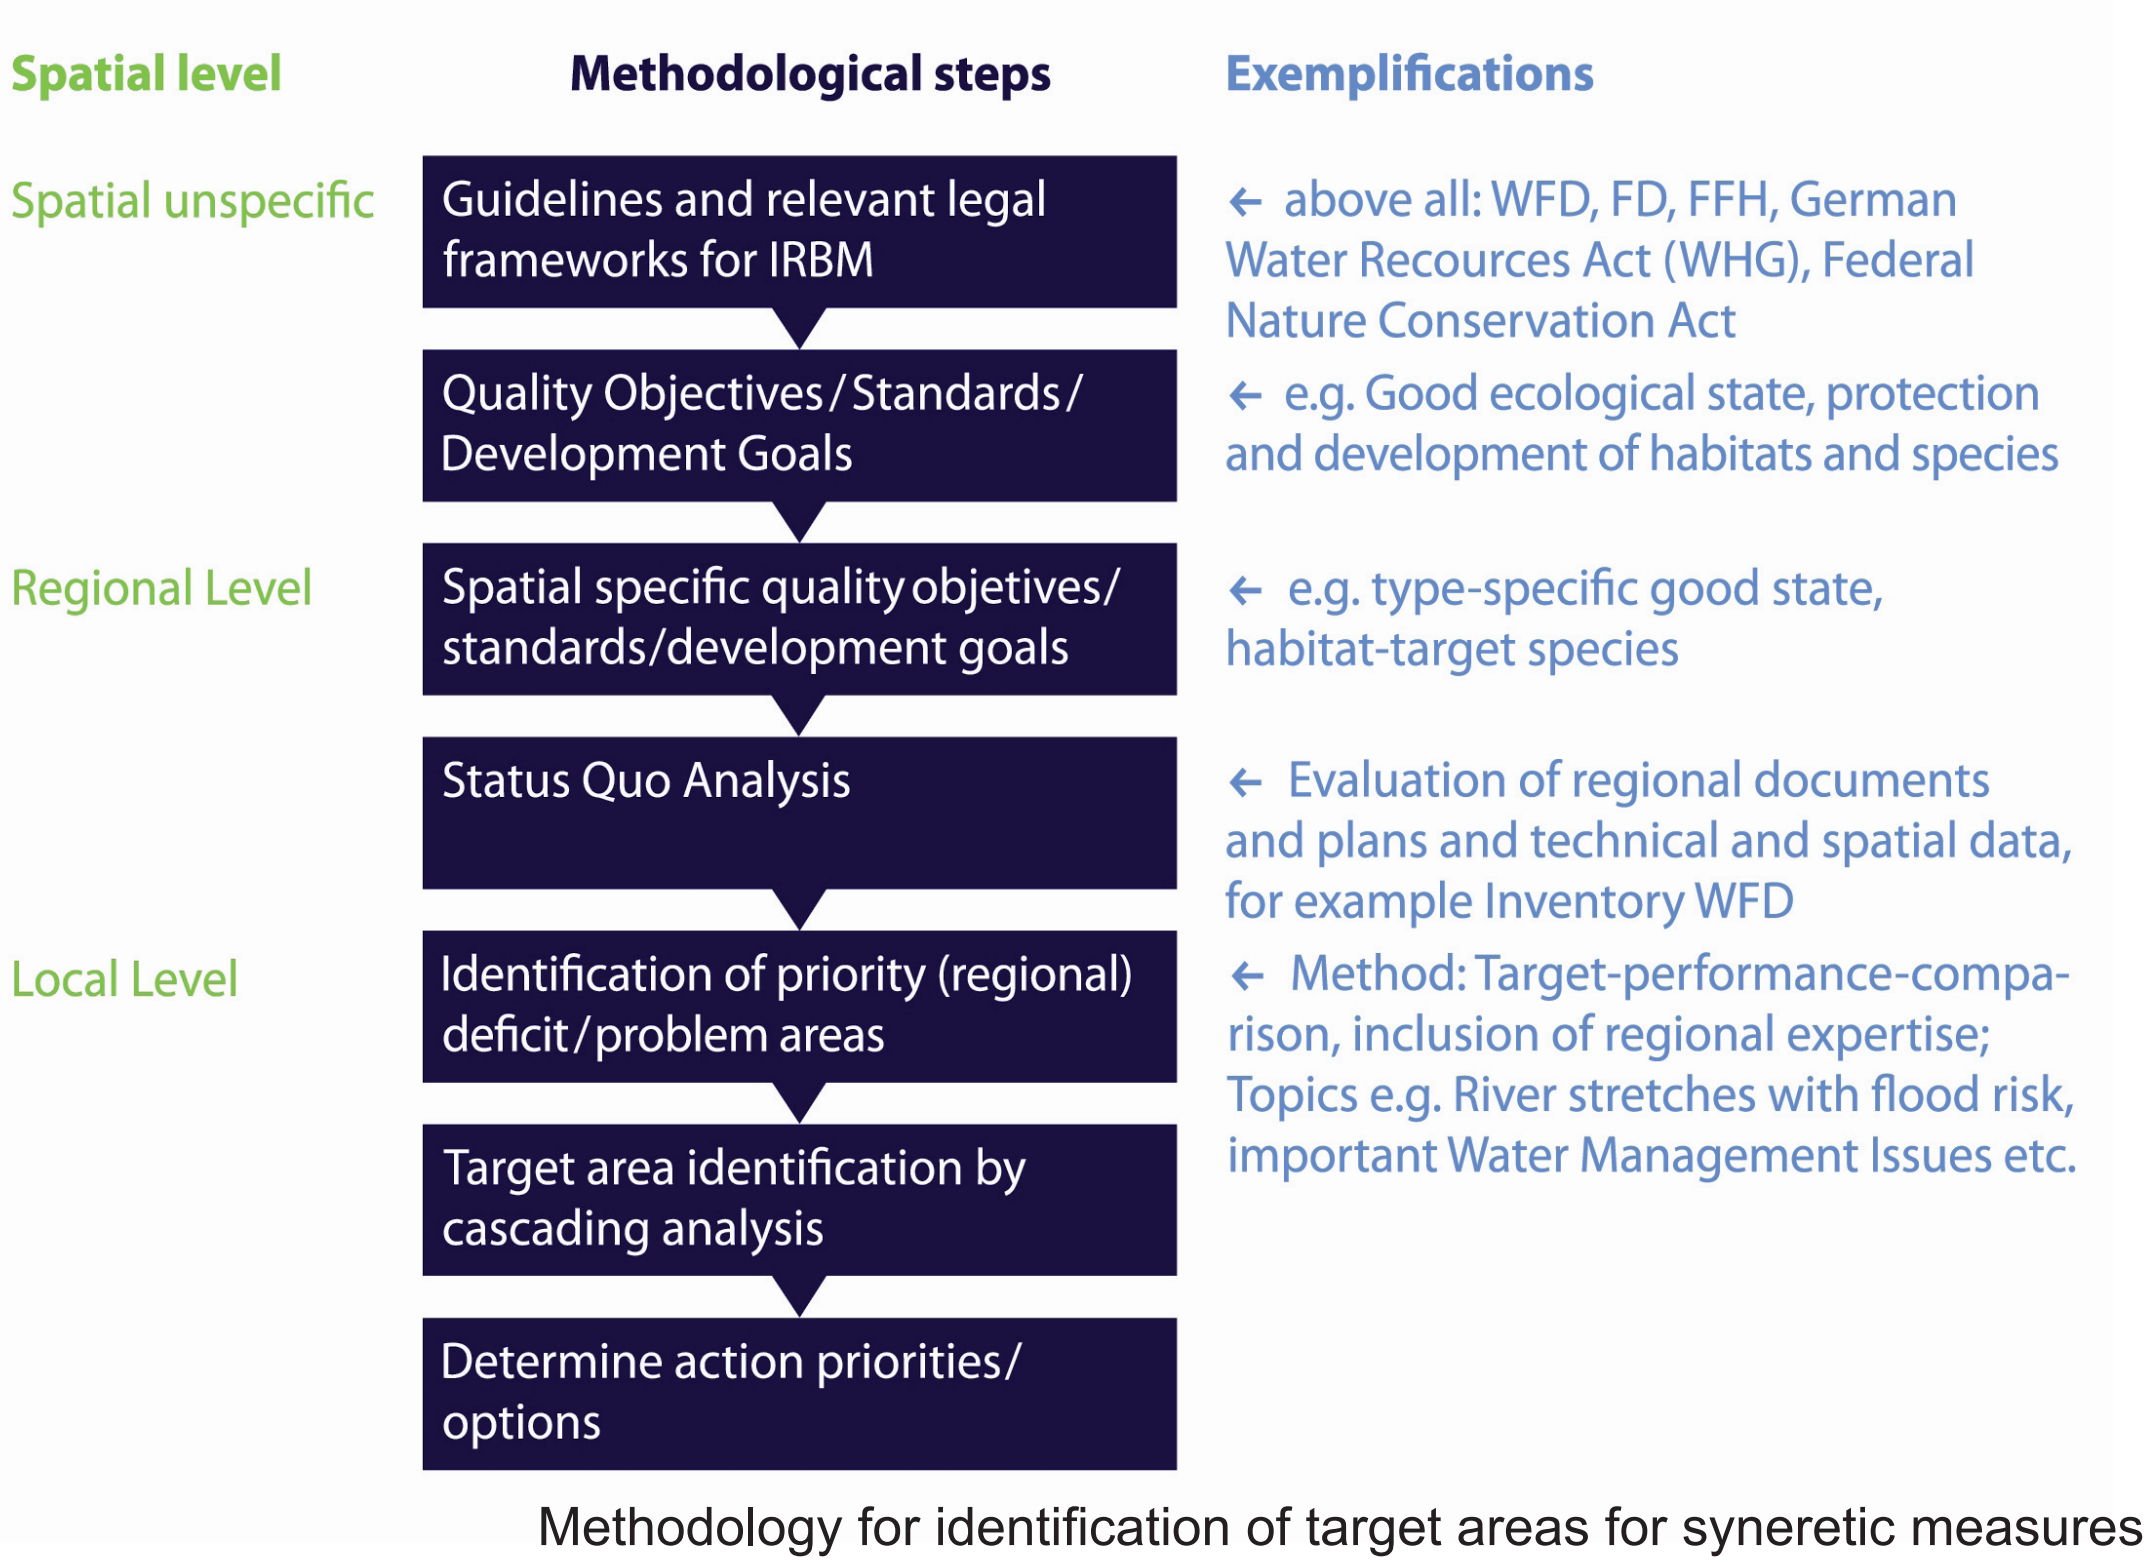 Spatial level
Methodological steps
Exemplifications
Spatial unspecific
Guidelines and relevant legal
frameworks for IRBM
← above all: WFD, FD, FFH, German
Water Recources Act (WHG), Federal
Nature Conservation Act
Quality Objectives/Standards/
Development Goals
← e.g. Good ecological state, protection
and development of habitats and species
Regional Level
Spatial specific quality objetives/
standards/development goals
← e.g. type-specific good state,
habitat-target species
Status Quo Analysis
← Evaluation of regional documents
and plans and technical and spatial data,
for example Inventory WFD
Local Level
Identification of priority (regional)
deficit/problem areas
← Method: Target-performance-compa-
rison, inclusion of regional expertise;
Topics e.g. River stretches with flood risk,
important Water Management Issues etc.
Target area identification by
cascading analysis
Determine action priorities/
options
Methodology for identification of target areas for syneretic measures